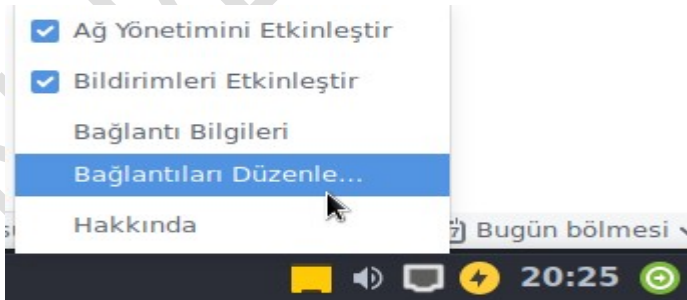 Ağ Yönetimini Etkinleştir
Bildirimleri Etkinleştir
Bağlantı Bilgileri
Bağlantıları Düzenle...
Hakkında
Bugün bölmesi
20:25